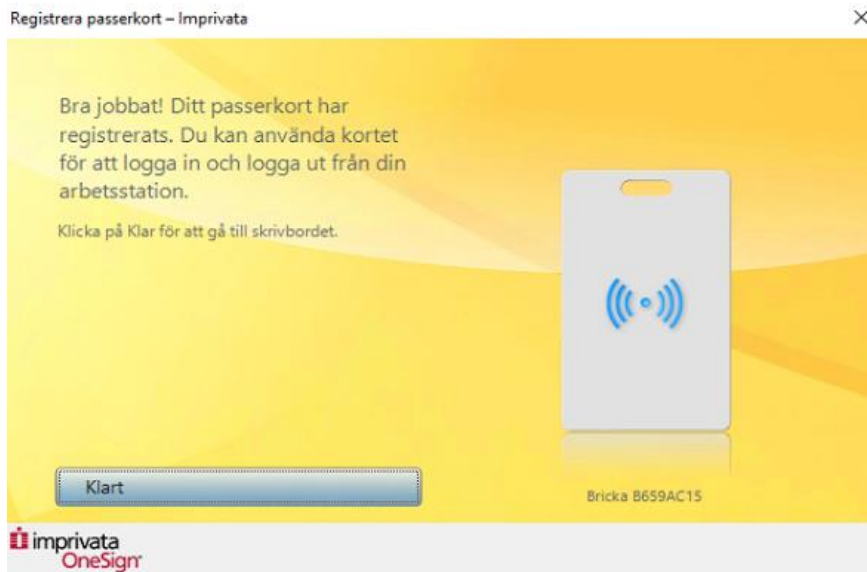 Registrera passerkort – Imprivata
Bra jobbat! Ditt passerkort har
registrerats. Du kan använda kortet
för att logga in och logga ut från din
arbetsstation.
Klicka på Klar för att gå till skrivbordet.
Klart
Bricka B659AC15
imprivata
OneSign